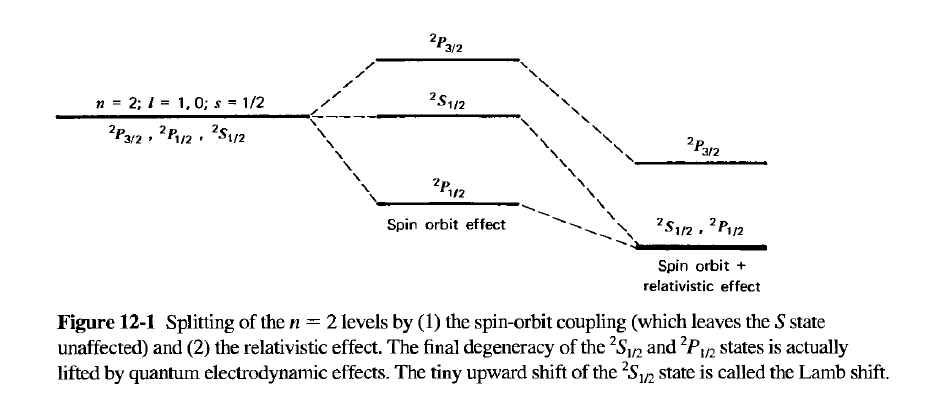 ²P₃/₂
n = 2; l = 1, 0; s = 1/2
²S₁/₂
²P₃/₂ , ²P₁/₂ , ²S₁/₂
²P₃/₂
²P₁/₂
Spin orbit effect
²S₁/₂ , ²P₁/₂
Spin orbit +
relativistic effect
Figure 12-1 Splitting of the n = 2 levels by (1) the spin-orbit coupling (which leaves the S state
unaffected) and (2) the relativistic effect. The final degeneracy of the ²S₁/₂ and ²P₁/₂ states is actually
lifted by quantum electrodynamic effects. The tiny upward shift of the ²S₁/₂ state is called the Lamb shift.